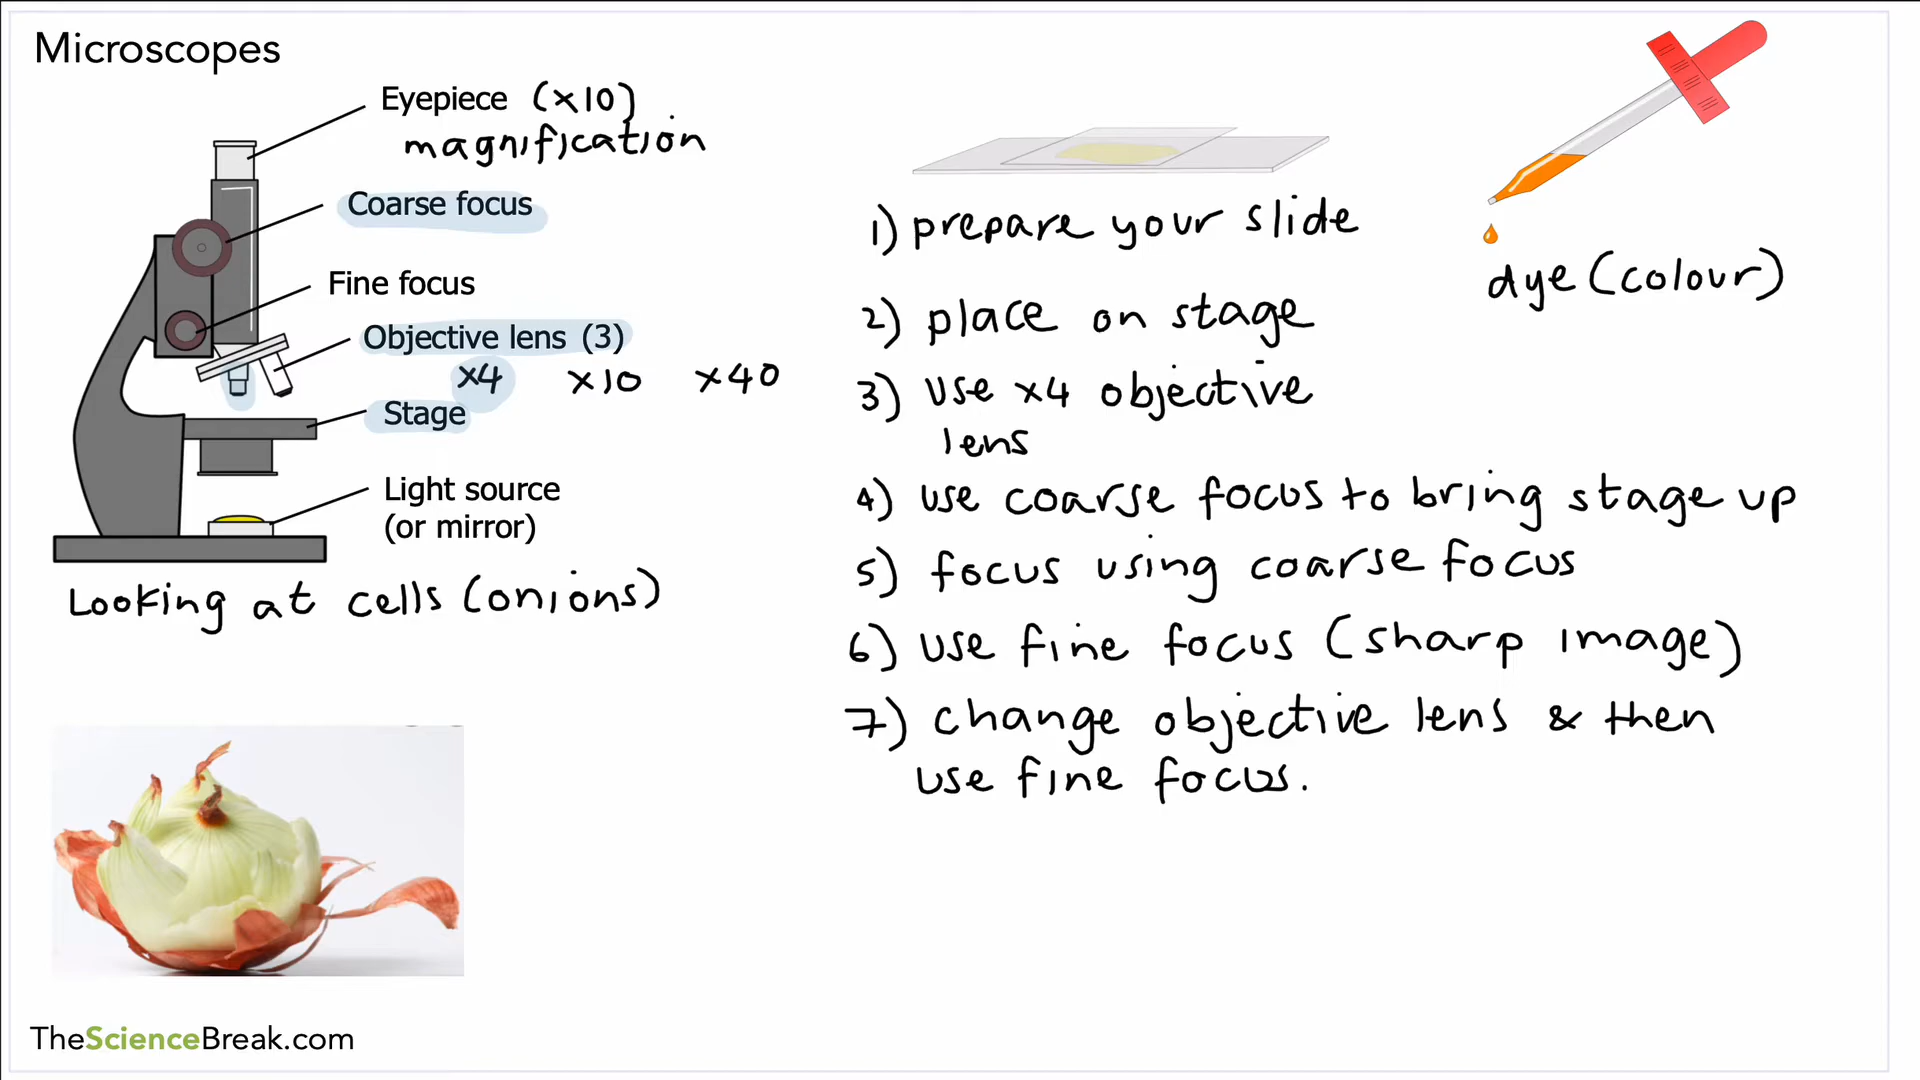 Microscopes
Eyepiece (x10)
magnification
Coarse focus
Fine focus
Objective lens (3)
x4 x10 x40
Stage
Light source
(or mirror)
Looking at cells (onions)
1) prepare your slide
2) place on stage
3) use x4 objective
lens
4) use coarse focus to bring stage up
5) focus using coarse focus
6) use fine focus (sharp image)
7) change objective lens & then
use fine focus.
dye (colour)
TheScienceBreak.com